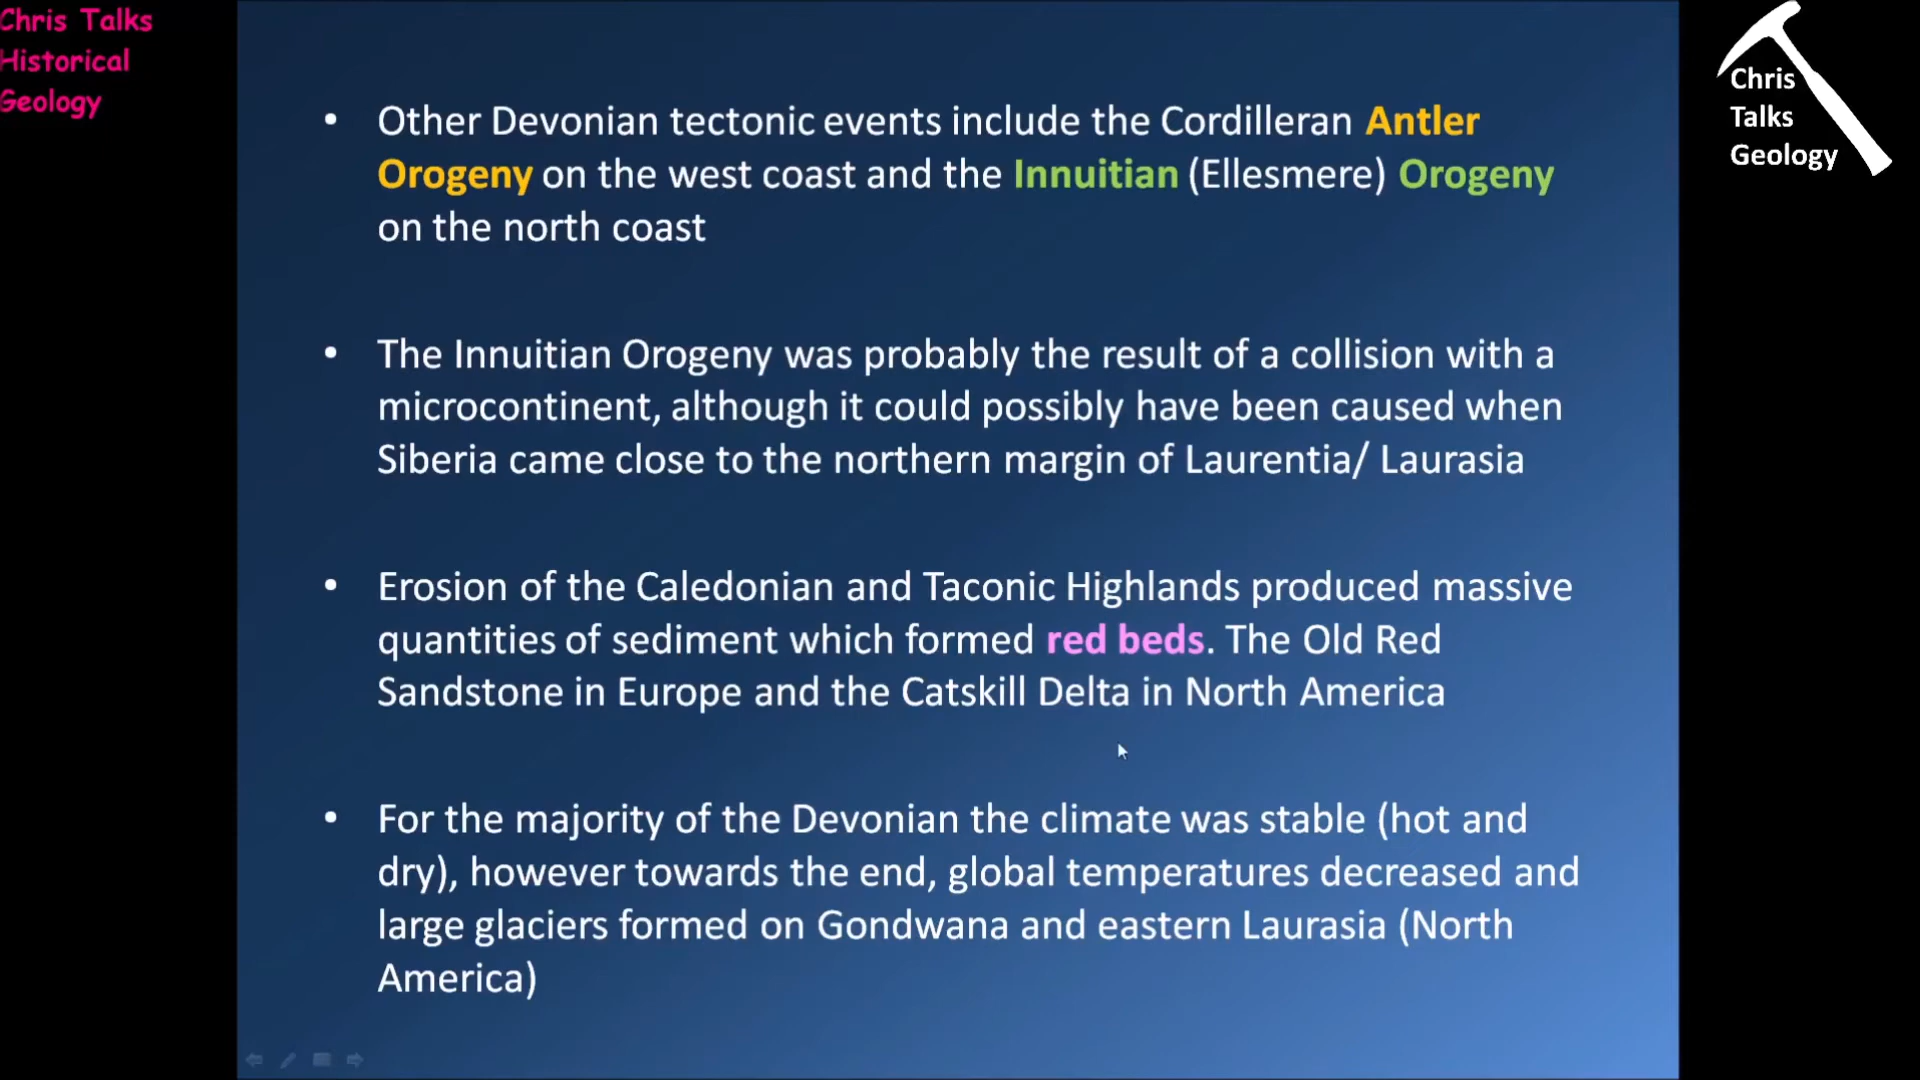 Chris Talks
Historical
Geology
Chris
Talks
Geology
• Other Devonian tectonic events include the Cordilleran Antler
Orogeny on the west coast and the Innuitian (Ellesmere) Orogeny
on the north coast
• The Innuitian Orogeny was probably the result of a collision with a
microcontinent, although it could possibly have been caused when
Siberia came close to the northern margin of Laurentia/ Laurasia
• Erosion of the Caledonian and Taconic Highlands produced massive
quantities of sediment which formed red beds. The Old Red
Sandstone in Europe and the Catskill Delta in North America
• For the majority of the Devonian the climate was stable (hot and
dry), however towards the end, global temperatures decreased and
large glaciers formed on Gondwana and eastern Laurasia (North
America)